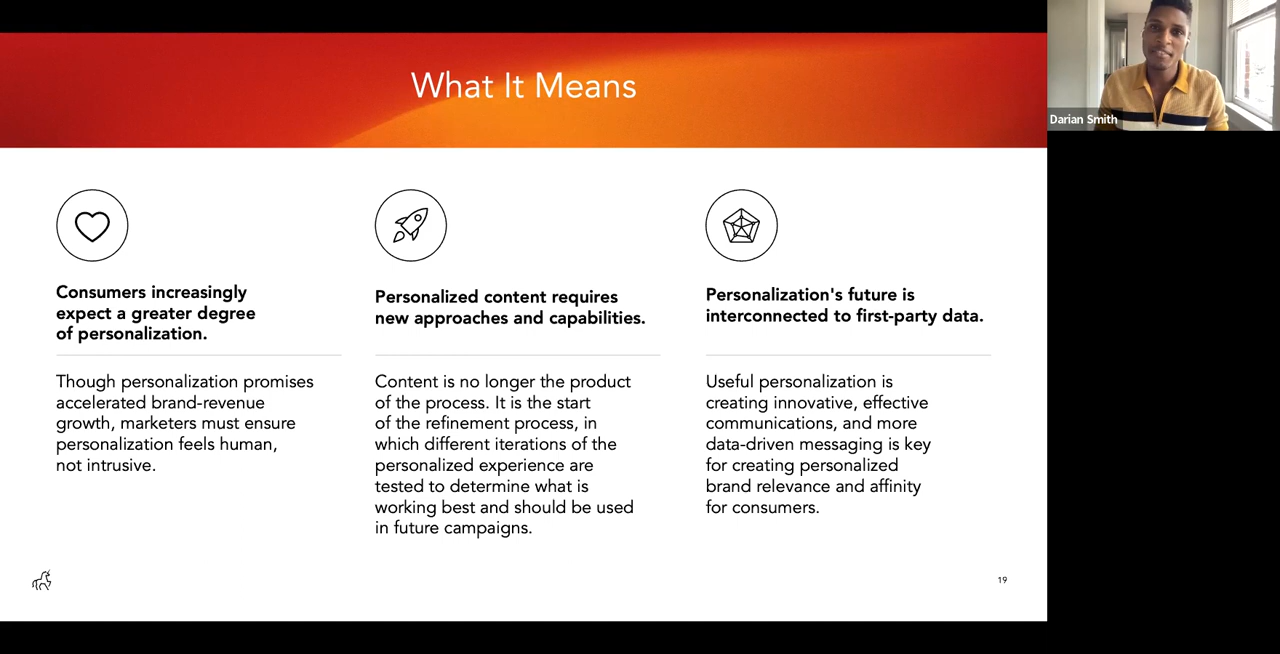 What It Means
Darian Smith
Consumers increasingly
expect a greater degree
of personalization.
Though personalization promises
accelerated brand-revenue
growth, marketers must ensure
personalization feels human,
not intrusive.
Personalized content requires
new approaches and capabilities.
Content is no longer the product
of the process. It is the start
of the refinement process, in
which different iterations of the
personalized experience are
tested to determine what is
working best and should be used
in future campaigns.
Personalization's future is
interconnected to first-party data.
Useful personalization is
creating innovative, effective
communications, and more
data-driven messaging is key
for creating personalized
brand relevance and affinity
for consumers.
19